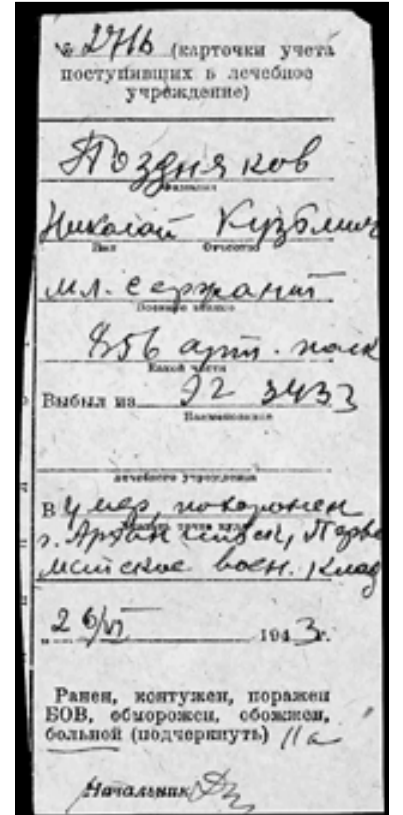 № 2716 (карточки учета
поступивших в лечебное
учреждение)
Поздняков
Фамилия
Николай Кузьмич
Имя Отчество
мл. сержант
Военное звание
856 арт. полк
Какой части
Выбыл из ЭГ 3433
Наименование
лечебного учреждения
В Умер, похоронен
г. Архангельск, Перво
майское воен. клад
"26/VI 1943г.
Ранен, контужен, поражен
БОВ, обморожен, обожжен,
больной (подчеркнуть)
Начальник